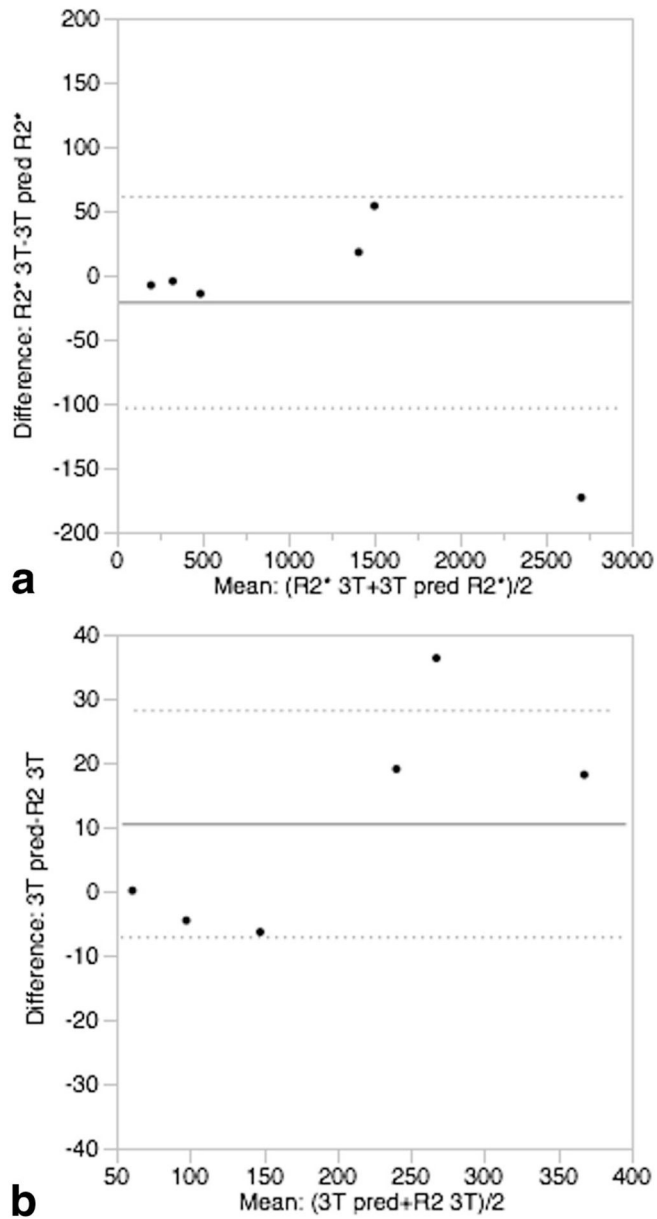 200
150
100
50
0
-50
-100
-150
-200
Difference: R2* 3T-3T pred R2*
0 500 1000 1500 2000 2500 3000
Mean: (R2* 3T+3T pred R2*)/2
a
40
30
20
10
0
-10
-20
-30
-40
Difference: 3T pred-R2 3T
50 100 150 200 250 300 350 400
Mean: (3T pred+R2 3T)/2
b